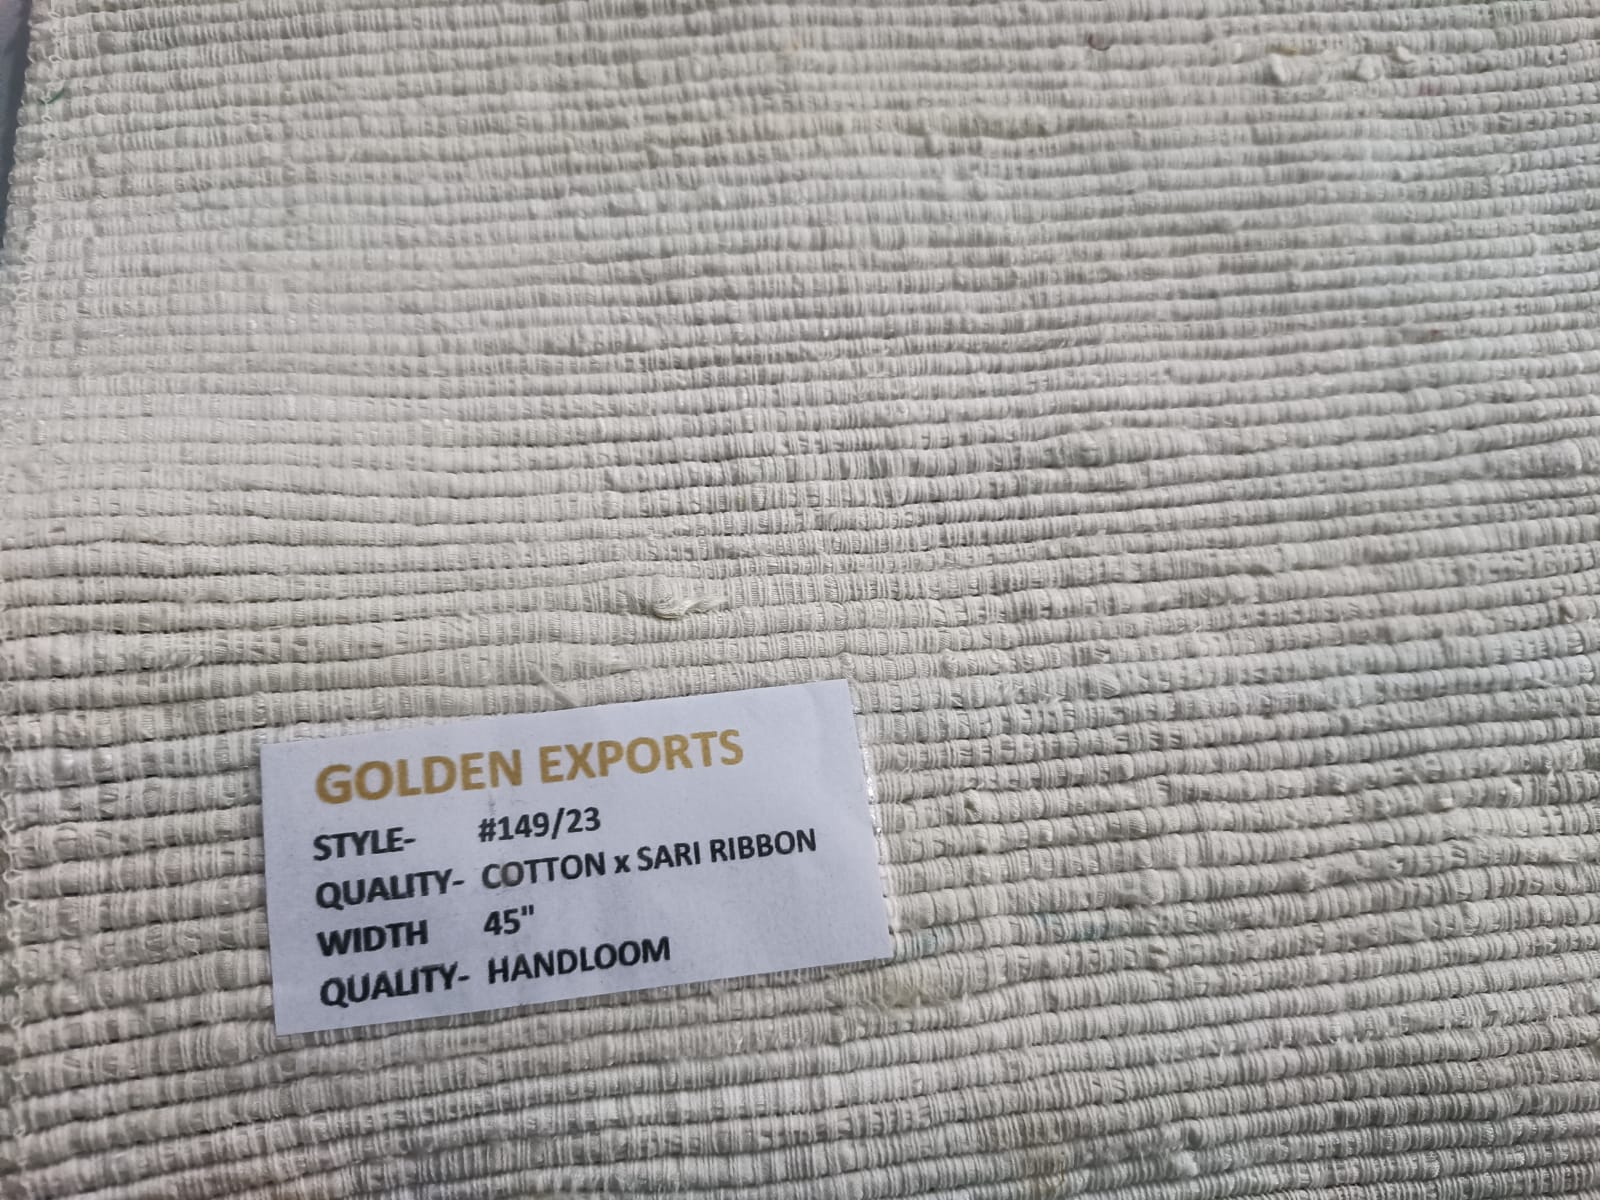 GOLDEN EXPORTS
STYLE- #149/23
QUALITY- COTTON x SARI RIBBON
WIDTH 45"
QUALITY- HANDLOOM